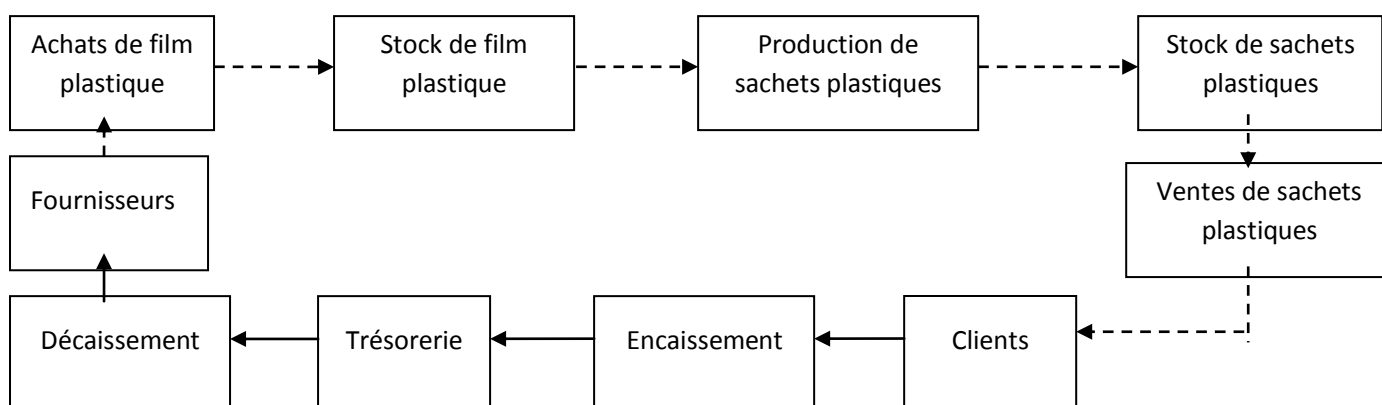 Achats de film
plastique
Stock de film
plastique
Production de
sachets plastiques
Stock de sachets
plastiques
Fournisseurs
Ventes de sachets
plastiques
Décaissement
Trésorerie
Encaissement
Clients